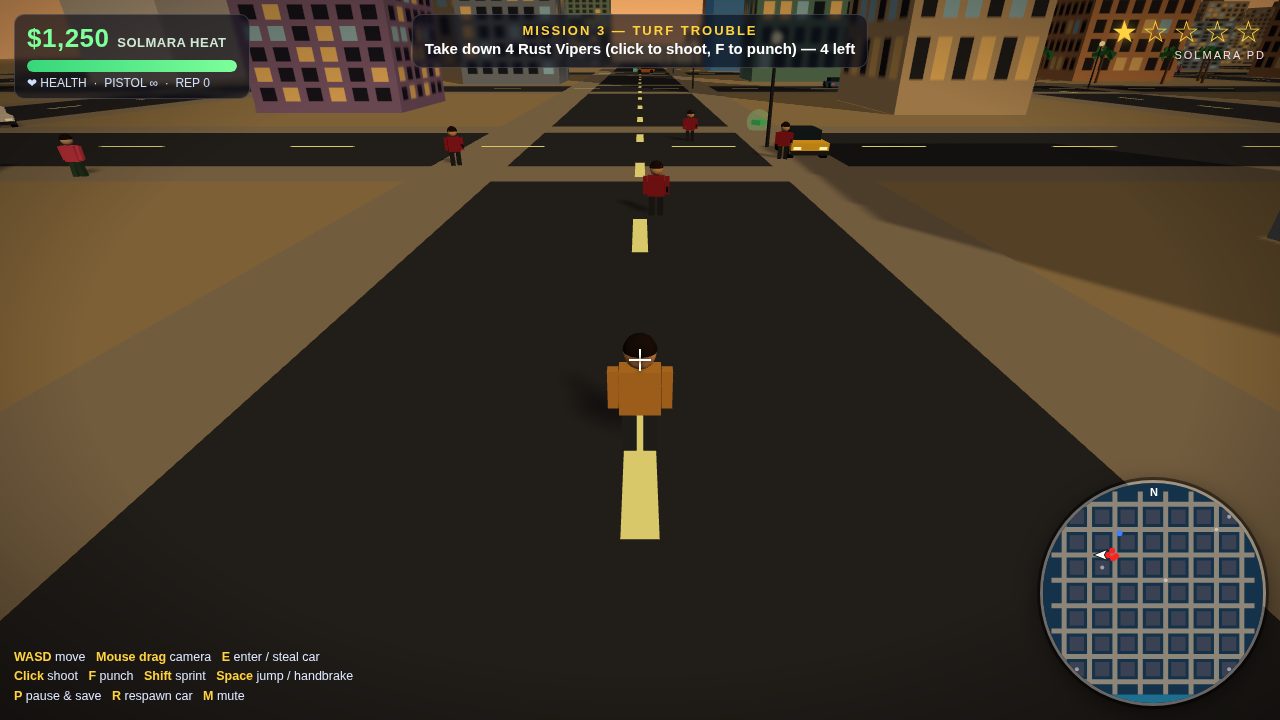 $1,250 SOLMARA HEAT
❤ HEALTH · PISTOL ∞ · REP 0
MISSION 3 — TURF TROUBLE
Take down 4 Rust Vipers (click to shoot, F to punch) — 4 left
SOLMARA PD
N
WASD move Mouse drag camera E enter / steal car
Click shoot F punch Shift sprint Space jump / handbrake
P pause & save R respawn car M mute